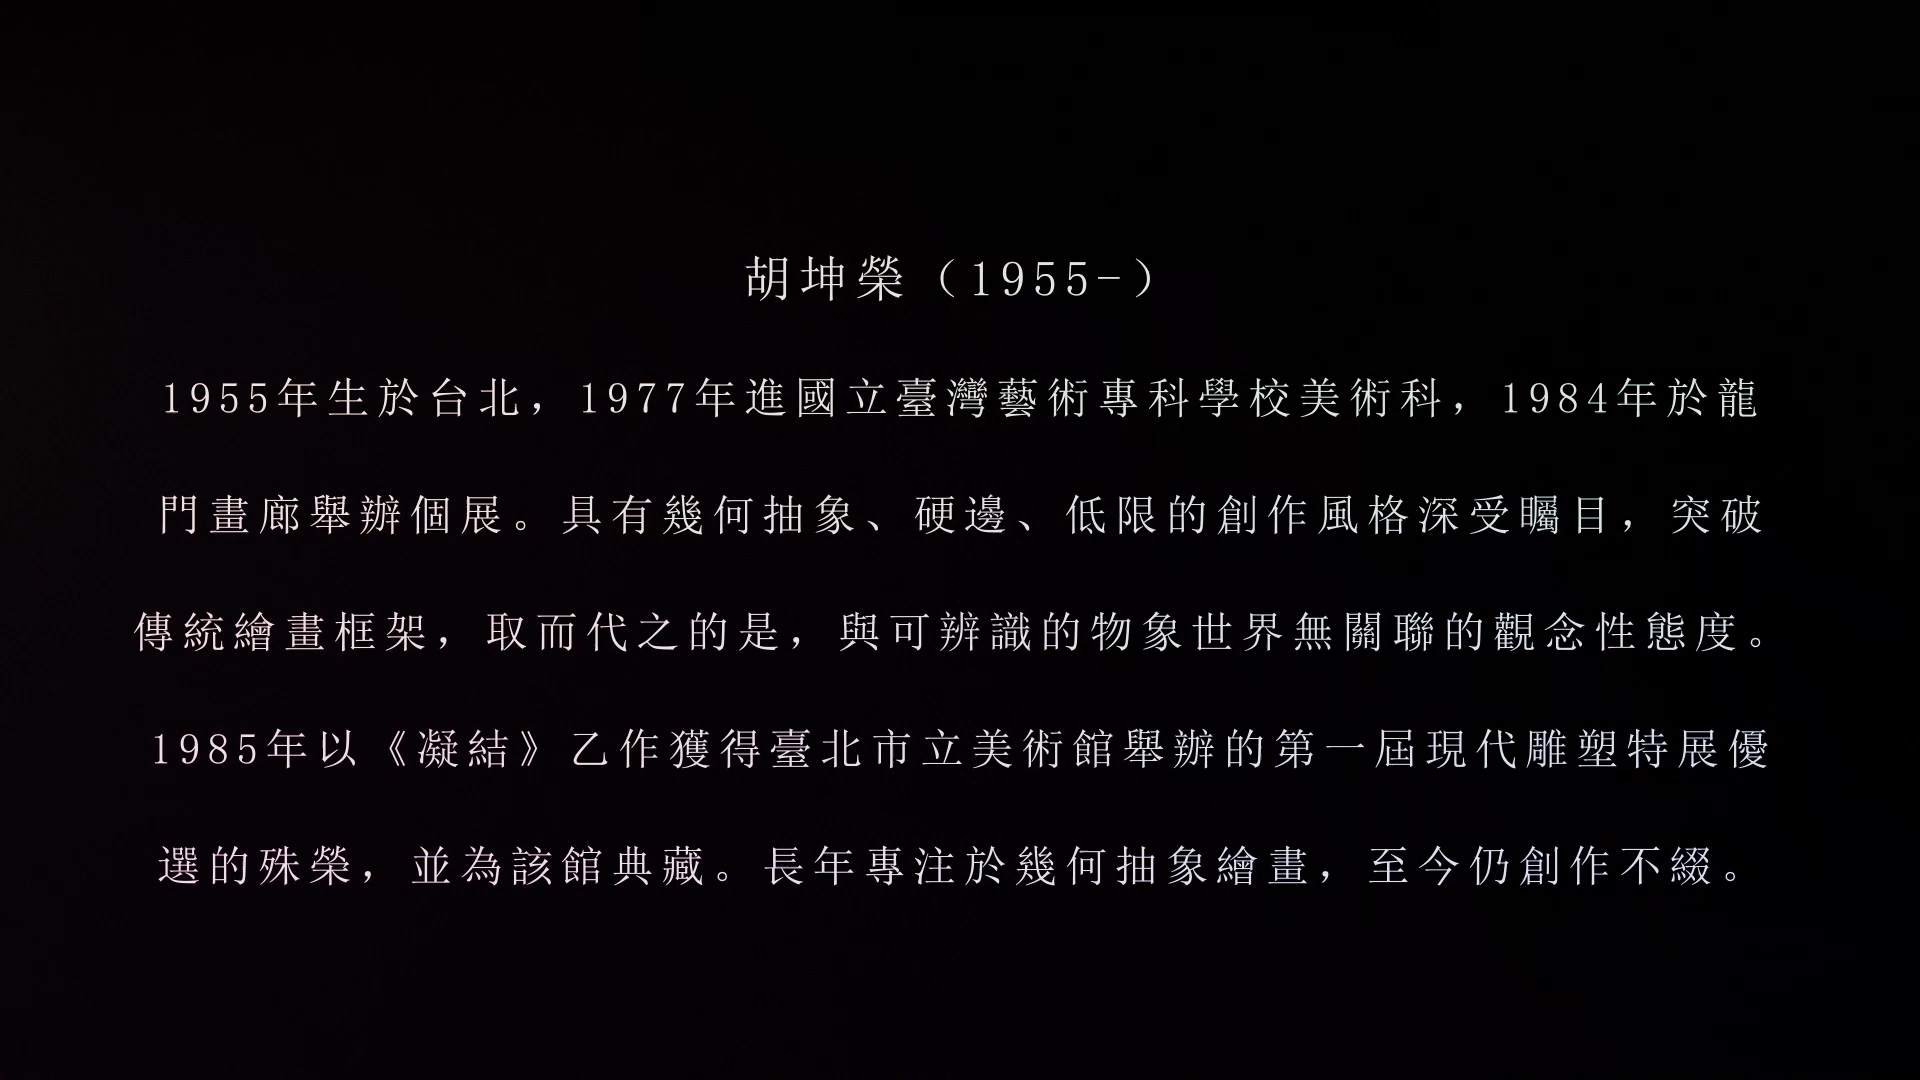 胡坤榮（1955-）
1955年生於台北，1977年進國立臺灣藝術專科學校美術科，1984年於龍
門畫廊舉辦個展。具有幾何抽象、硬邊、低限的創作風格深受矚目，突破
傳統繪畫框架，取而代之的是，與可辨識的物象世界無關聯的觀念性態度。
1985年以《凝結》乙作獲得臺北市立美術館舉辦的第一屆現代雕塑特展優
選的殊榮，並為該館典藏。長年專注於幾何抽象繪畫，至今仍創作不綴。